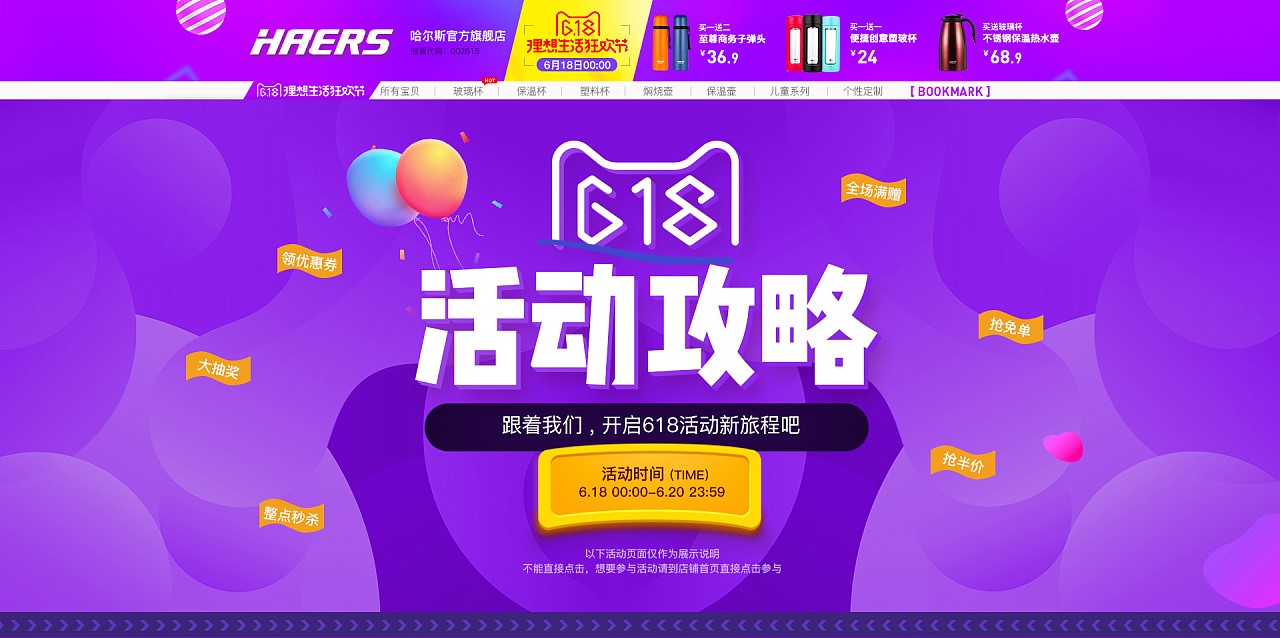 HAERS
哈尔斯官方旗舰店
股票代码：002615
618
理想生活狂欢节
6月18日00:00
买一送二
至尊商务子弹头
¥36.9
买一送一
便捷创意塑玻杯
¥24
买送玻璃杯
不锈钢保温热水壶
¥68.9
618 理想生活狂欢节
所有宝贝
玻璃杯
HOT
保温杯
塑料杯
焖烧壶
保温壶
儿童系列
个性定制
[ BOOKMARK ]
618
全场满赠
领优惠券
活动攻略
抢免单
大抽奖
跟着我们，开启618活动新旅程吧
抢半价
活动时间 (TIME)
6.18 00:00-6.20 23:59
整点秒杀
以下活动页面仅作为展示说明
不能直接点击，想要参与活动请到店铺首页直接点击参与